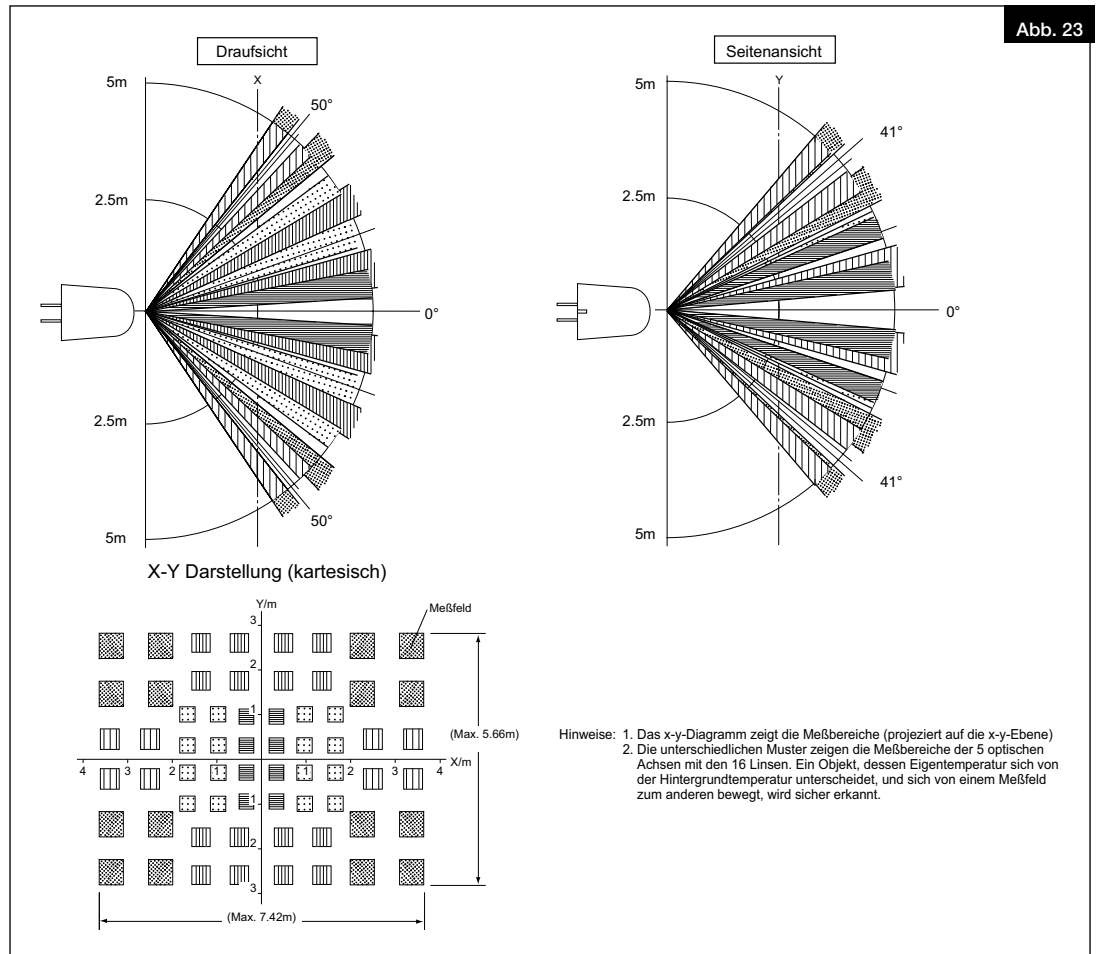 Abb. 23
Draufsicht
X
5m
50°
2.5m
0°
2.5m
50°
5m
Seitenansicht
Y
5m
41°
2.5m
0°
2.5m
41°
5m
X-Y Darstellung (kartesisch)
Y/m
Meßfeld
3
2
1
(Max. 5.66m)
X/m
4 3 2 1 1 2 3 4
1
2
3
(Max. 7.42m)
Hinweise: 1. Das x-y-Diagramm zeigt die Meßbereiche (projeziert auf die x-y-Ebene)
2. Die unterschiedlichen Muster zeigen die Meßbereiche der 5 optischen
Achsen mit den 16 Linsen. Ein Objekt, dessen Eigentemperatur sich von
der Hintergrundtemperatur unterscheidet, und sich von einem Meßfeld
zum anderen bewegt, wird sicher erkannt.